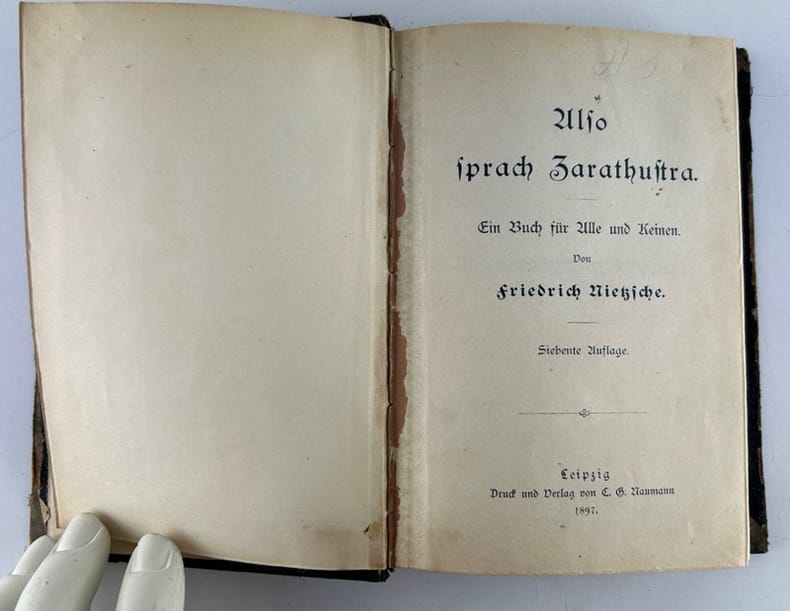 Also
sprach Zarathustra.
Ein Buch für Alle und Keinen.
Von
Friedrich Nietzsche.
Siebente Auflage.
Leipzig
Druck und Verlag von C. G. Naumann
1897.